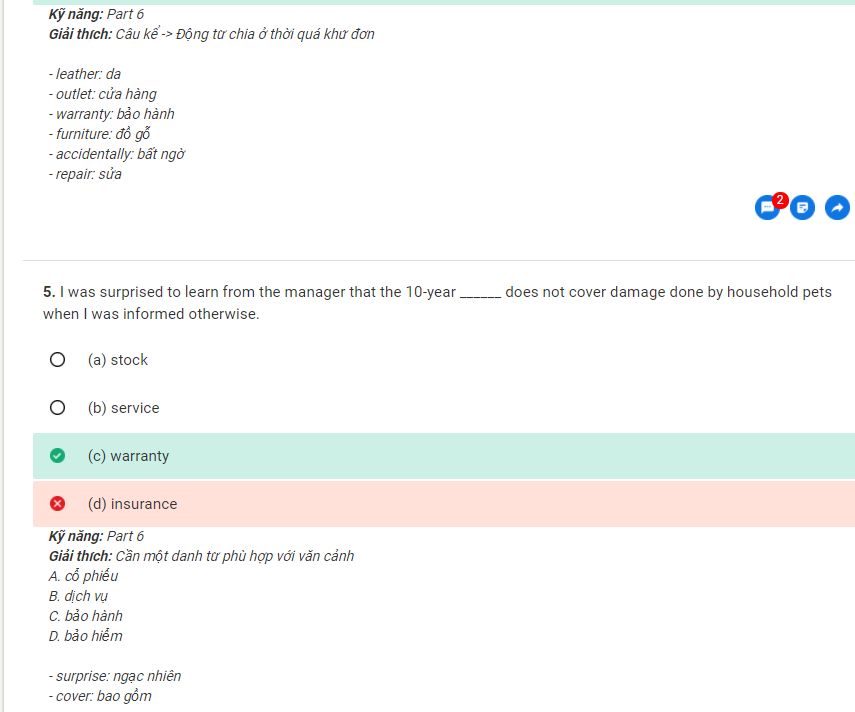 Kỹ năng: Part 6
Giải thích: Câu kể -> Động từ chia ở thời quá khứ đơn
- leather: da
- outlet: cửa hàng
- warranty: bảo hành
- furniture: đồ gỗ
- accidentally: bất ngờ
- repair: sửa
2
5. I was surprised to learn from the manager that the 10-year ______ does not cover damage done by household pets
when I was informed otherwise.
(a) stock
(b) service
(c) warranty
(d) insurance
Kỹ năng: Part 6
Giải thích: Cần một danh từ phù hợp với văn cảnh
A. cổ phiếu
B. dịch vụ
C. bảo hành
D. bảo hiểm
- surprise: ngạc nhiên
- cover: bao gồm